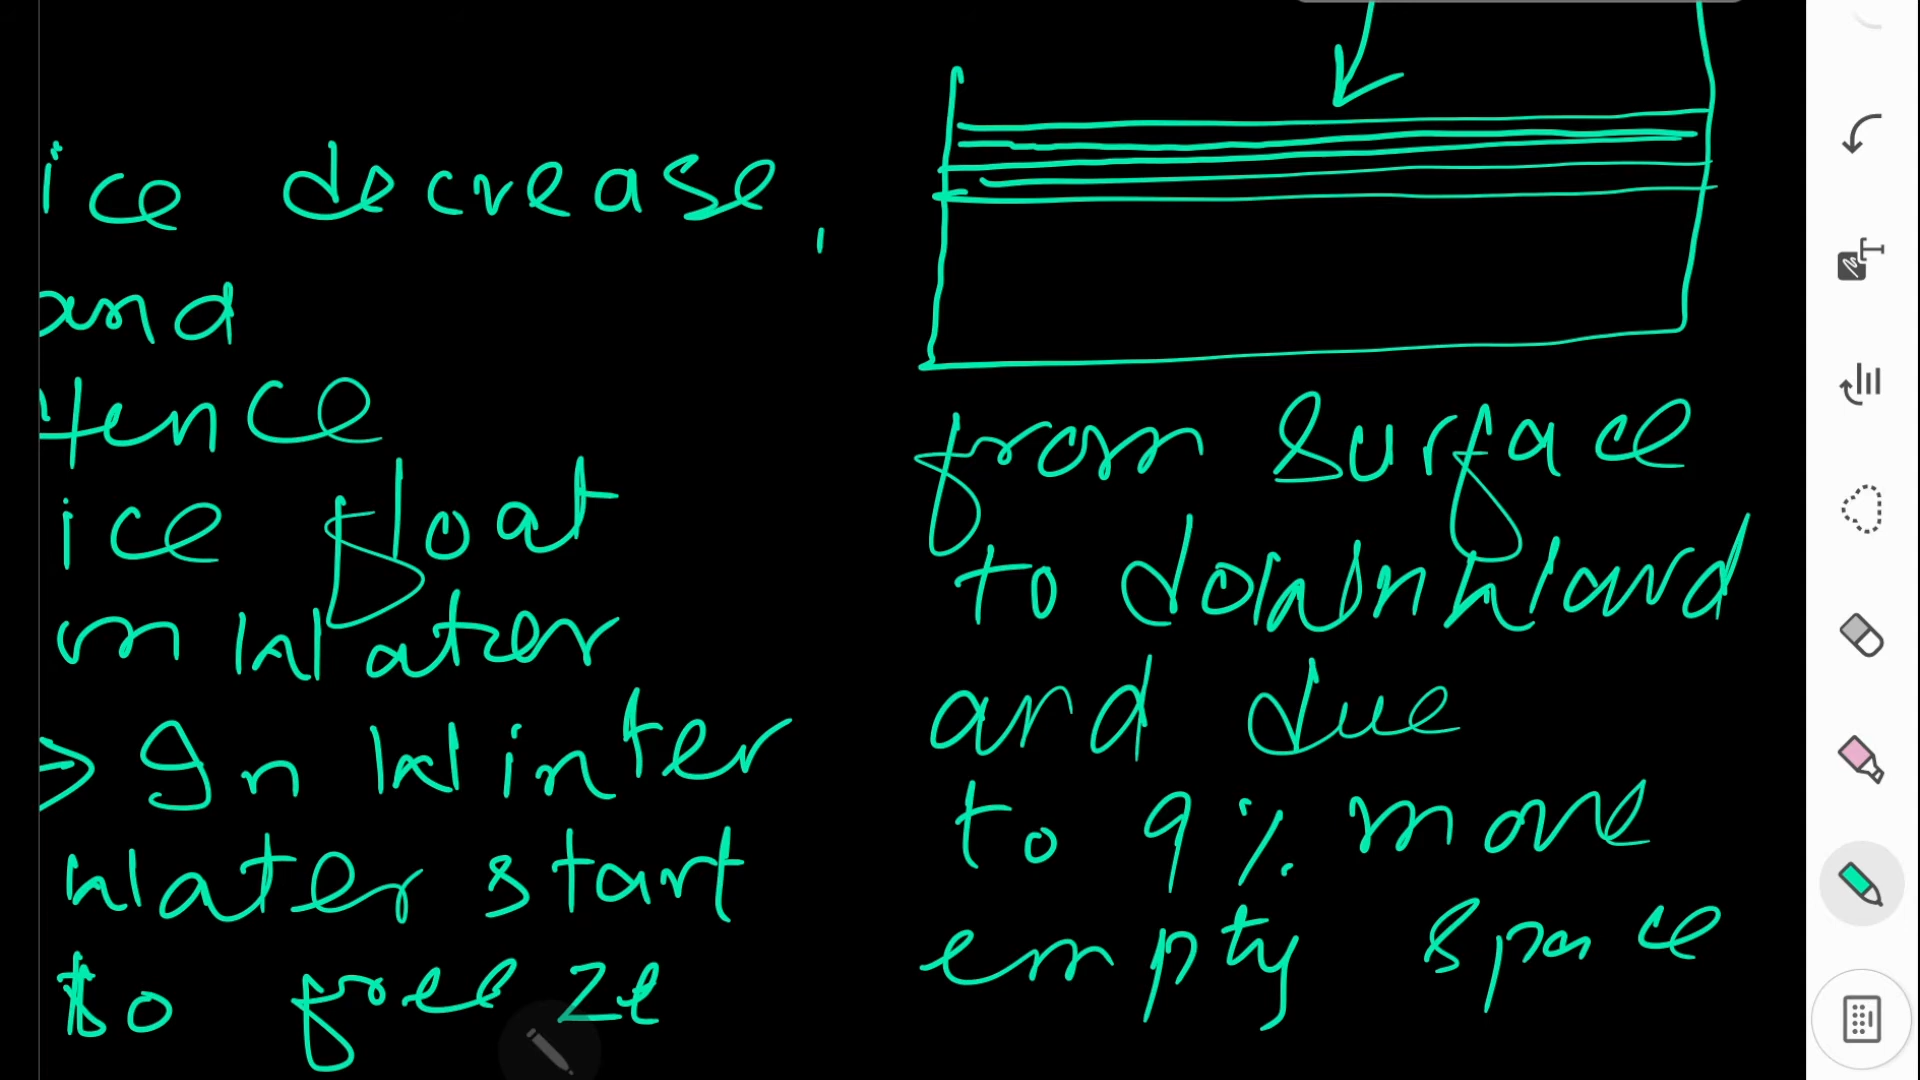 ice decrease,
and
Hence
ice float
on water
> In winter
water start
to freeze
from surface
to downward
and due
to 9% more
empty space